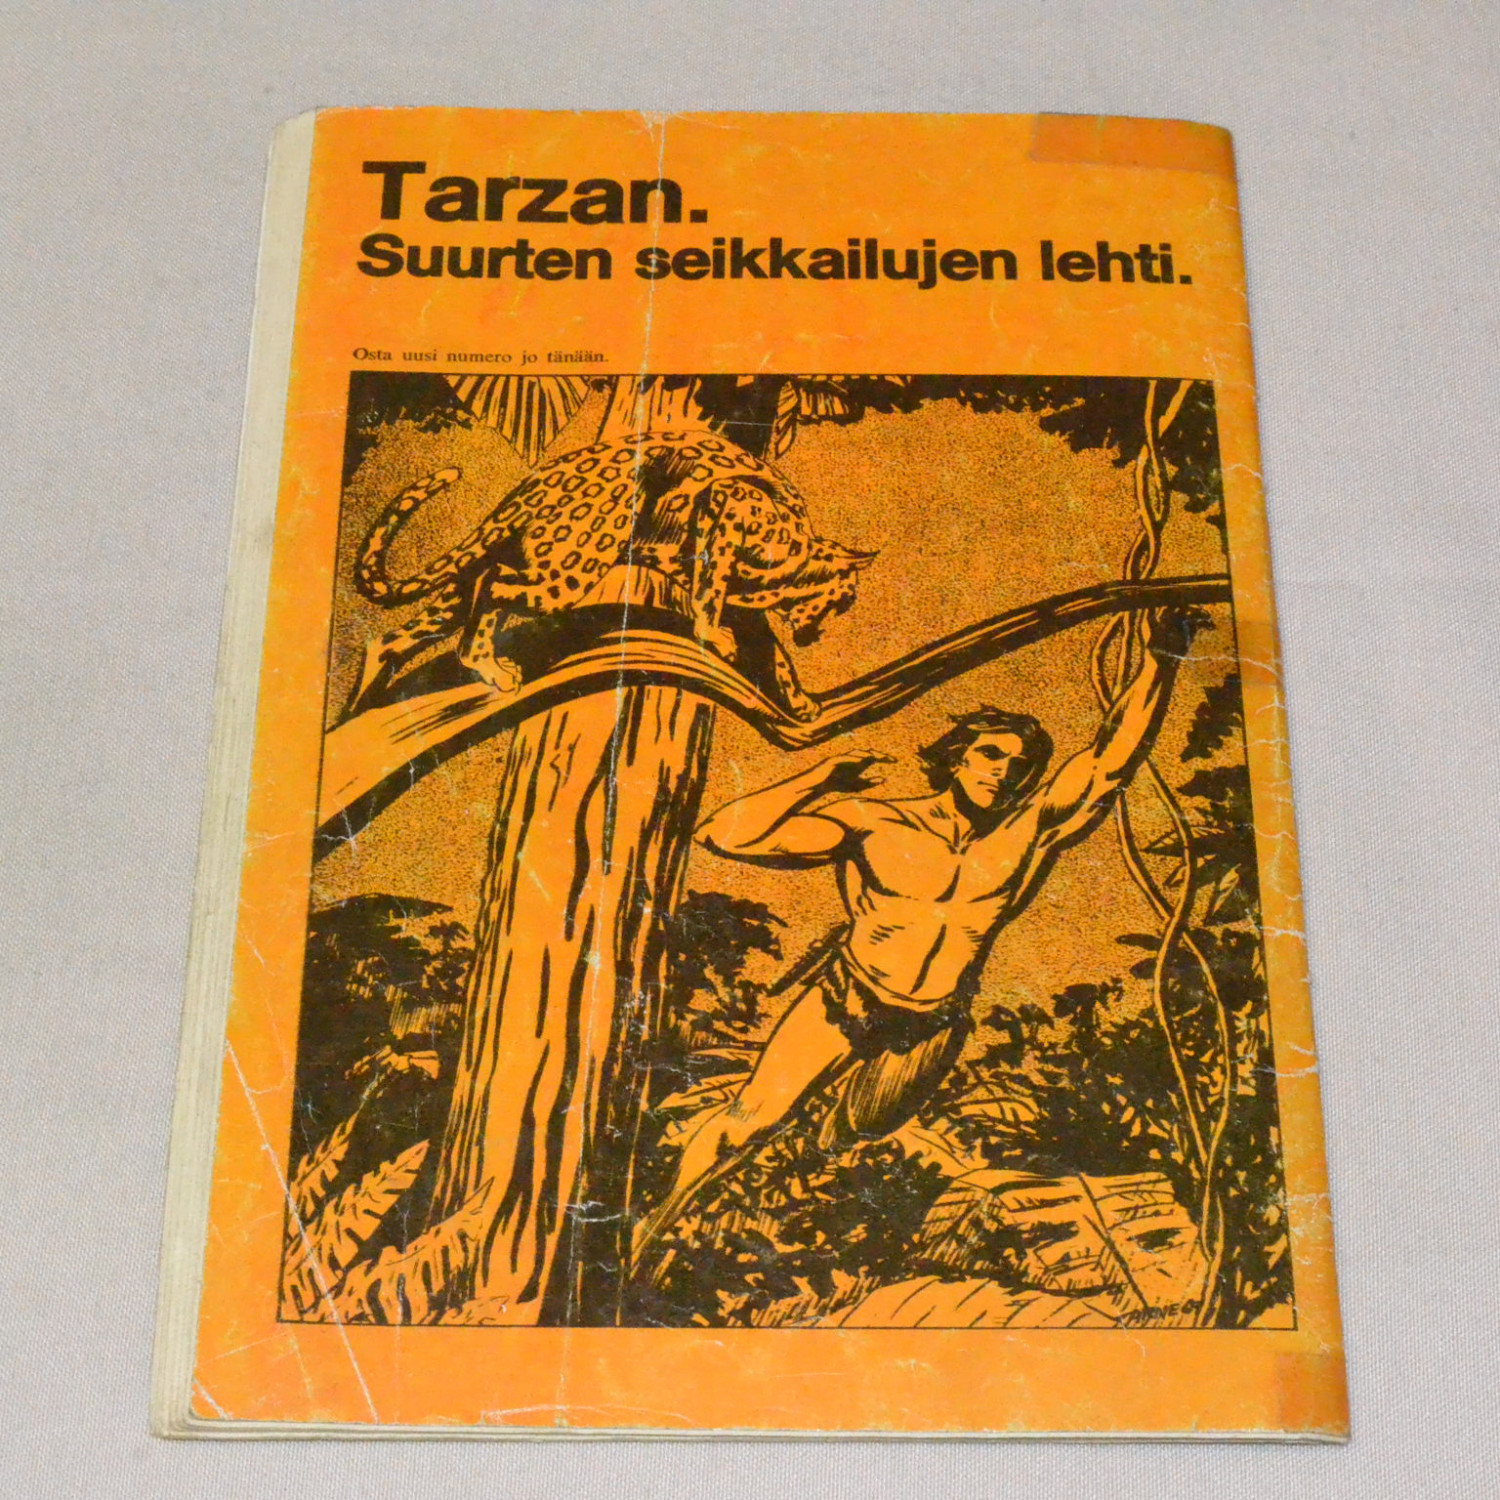 Tarzan.
Suurten seikkailujen lehti.
Osta uusi numero jo tänään.